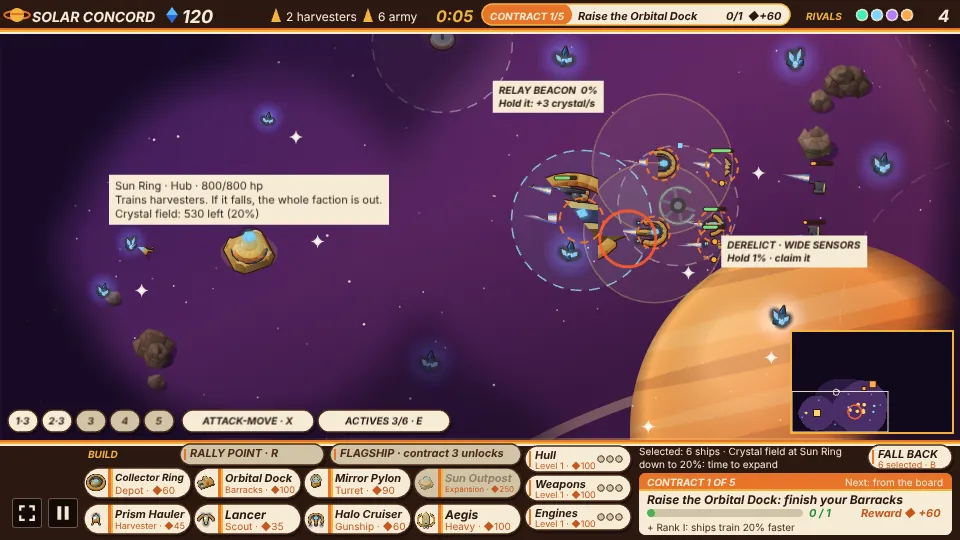 SOLAR CONCORD 120 2 harvesters 6 army 0:05 CONTRACT 1/5 Raise the Orbital Dock 0/1 ◆+60 RIVALS 4
RELAY BEACON 0%
Hold it: +3 crystal/s
Sun Ring · Hub · 800/800 hp
Trains harvesters. If it falls, the whole faction is out.
Crystal field: 530 left (20%)
DERELICT · WIDE SENSORS
Hold 1% · claim it
1·3 2·3 3 4 5 ATTACK-MOVE · X ACTIVES 3/6 · E
BUILD RALLY POINT · R FLAGSHIP · contract 3 unlocks
Collector Ring
Depot · ◆60
Orbital Dock
Barracks · ◆100
Mirror Pylon
Turret · ◆90
Sun Outpost
Expansion · ◆250
Prism Hauler
Harvester · ◆45
Lancer
Scout · ◆35
Halo Cruiser
Gunship · ◆60
Aegis
Heavy · ◆100
Hull
Level 1 · ◆100
Weapons
Level 1 · ◆100
Engines
Level 1 · ◆100
Selected: 6 ships · Crystal field at Sun Ring
down to 20%: time to expand
FALL BACK
6 selected · B
CONTRACT 1 OF 5 Next: from the board
Raise the Orbital Dock: finish your Barracks
0 / 1 Reward ◆ +60
+ Rank I: ships train 20% faster